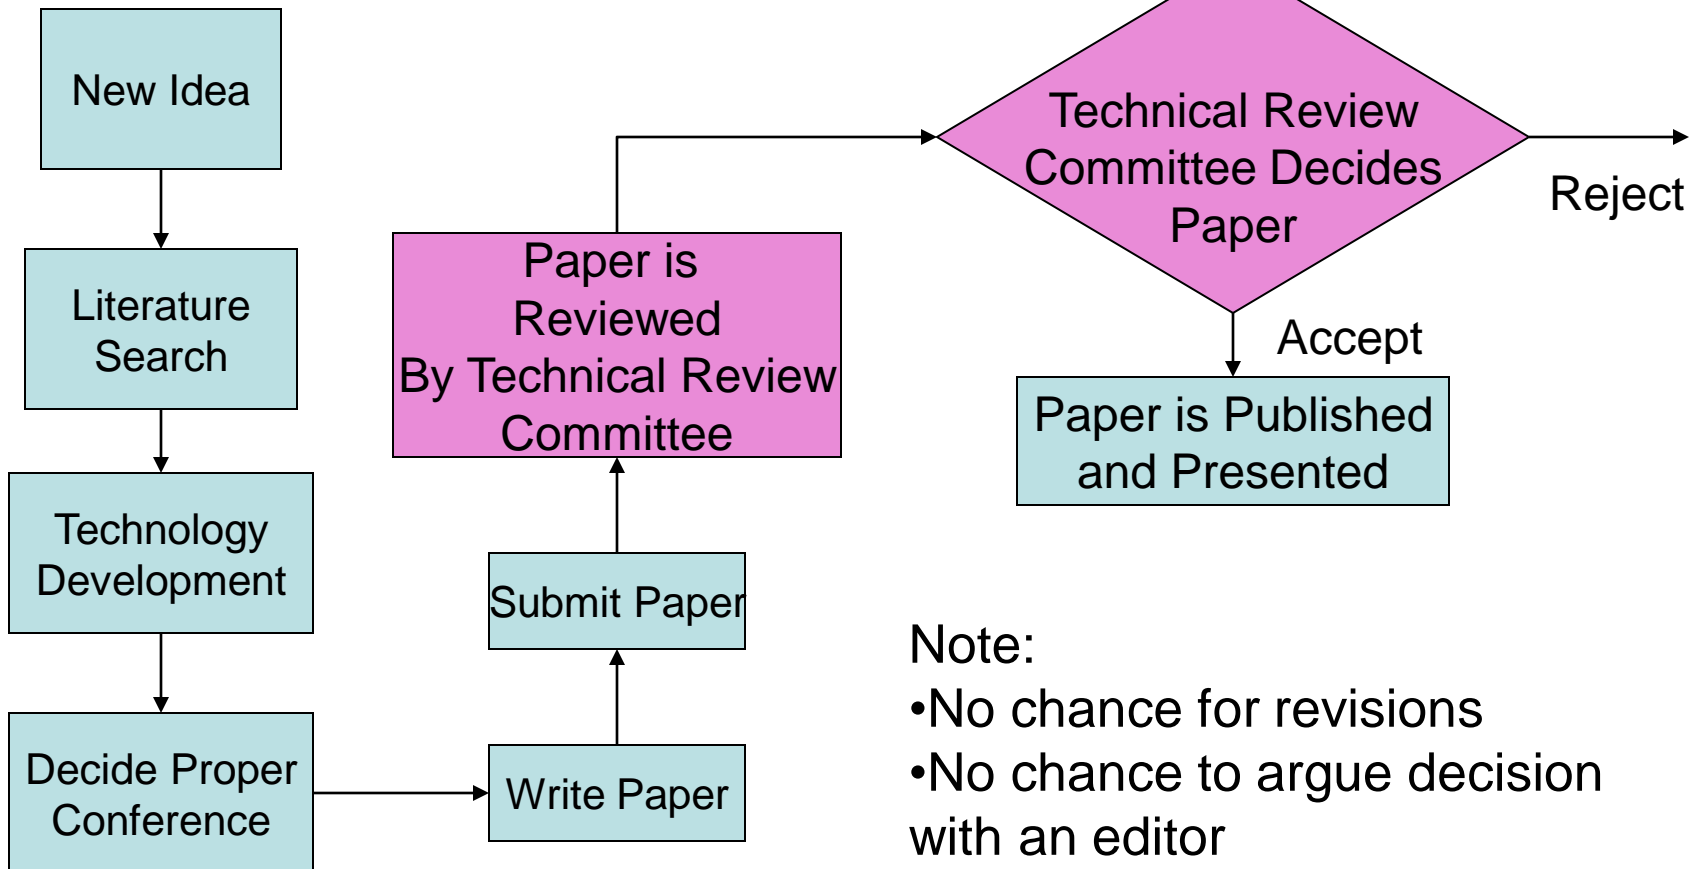 New Idea
Literature
Search
Technology
Development
Decide Proper
Conference
Write Paper
Submit Paper
Paper is
Reviewed
By Technical Review
Committee
Technical Review
Committee Decides
Paper
Reject
Accept
Paper is Published
and Presented
Note:
•No chance for revisions
•No chance to argue decision
with an editor